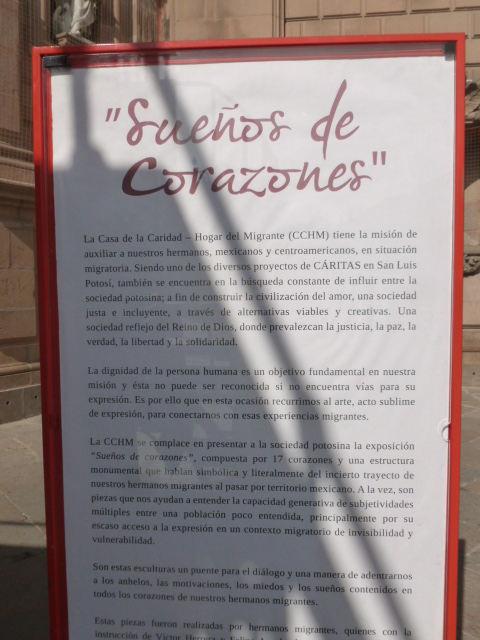 "Sueños de
Corazones"
La Casa de la Caridad – Hogar del Migrante (CCHM) tiene la misión de
auxiliar a nuestros hermanos, mexicanos y centroamericanos, en situación
migratoria. Siendo uno de los diversos proyectos de CÁRITAS en San Luis
Potosí, también se encuentra en la búsqueda constante de influir entre la
sociedad potosina; a fin de construir la civilización del amor, una sociedad
justa e incluyente, a través de alternativas viables y creativas. Una
sociedad reflejo del Reino de Dios, donde prevalezcan la justicia, la paz, la
verdad, la libertad y la solidaridad.
La dignidad de la persona humana es un objetivo fundamental en nuestra
misión y ésta no puede ser reconocida si no encuentra vías para su
expresión. Es por ello que en esta ocasión recurrimos al arte, acto sublime
de expresión, para conectarnos con esas experiencias migrantes.
La CCHM se complace en presentar a la sociedad potosina la exposición
"Sueños de corazones", compuesta por 17 corazones y una estructura
monumental que hablan simbólica y literalmente del incierto trayecto de
nuestros hermanos migrantes al pasar por territorio mexicano. A la vez, son
piezas que nos ayudan a entender la capacidad generativa de subjetividades
múltiples entre una población poco entendida, principalmente por su
escaso acceso a la expresión en un contexto migratorio de invisibilidad y
vulnerabilidad.
Son estas esculturas un puente para el diálogo y una manera de adentrarnos
a los anhelos, las motivaciones, los miedos y los sueños contenidos en
todos los corazones de nuestros hermanos migrantes.
Estas piezas fueron realizadas por hermanos migrantes, quienes con la
instrucción de Víctor